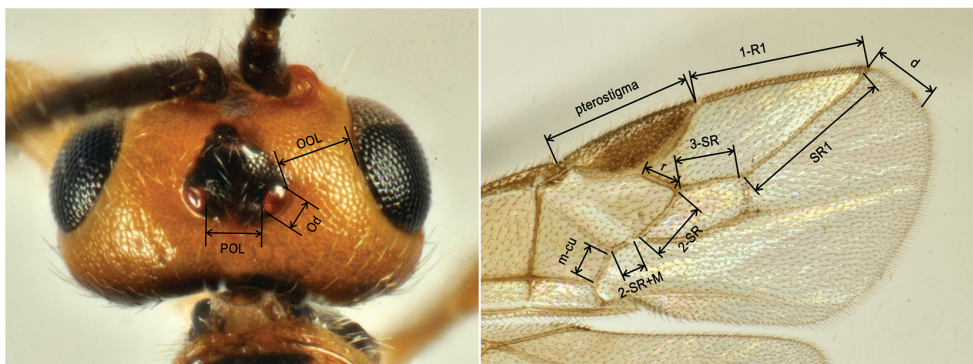 OOL
Od
POL
pterostigma
1-R1
d
r
3-SR
SR1
2-SR
m-cu
2-SR+M